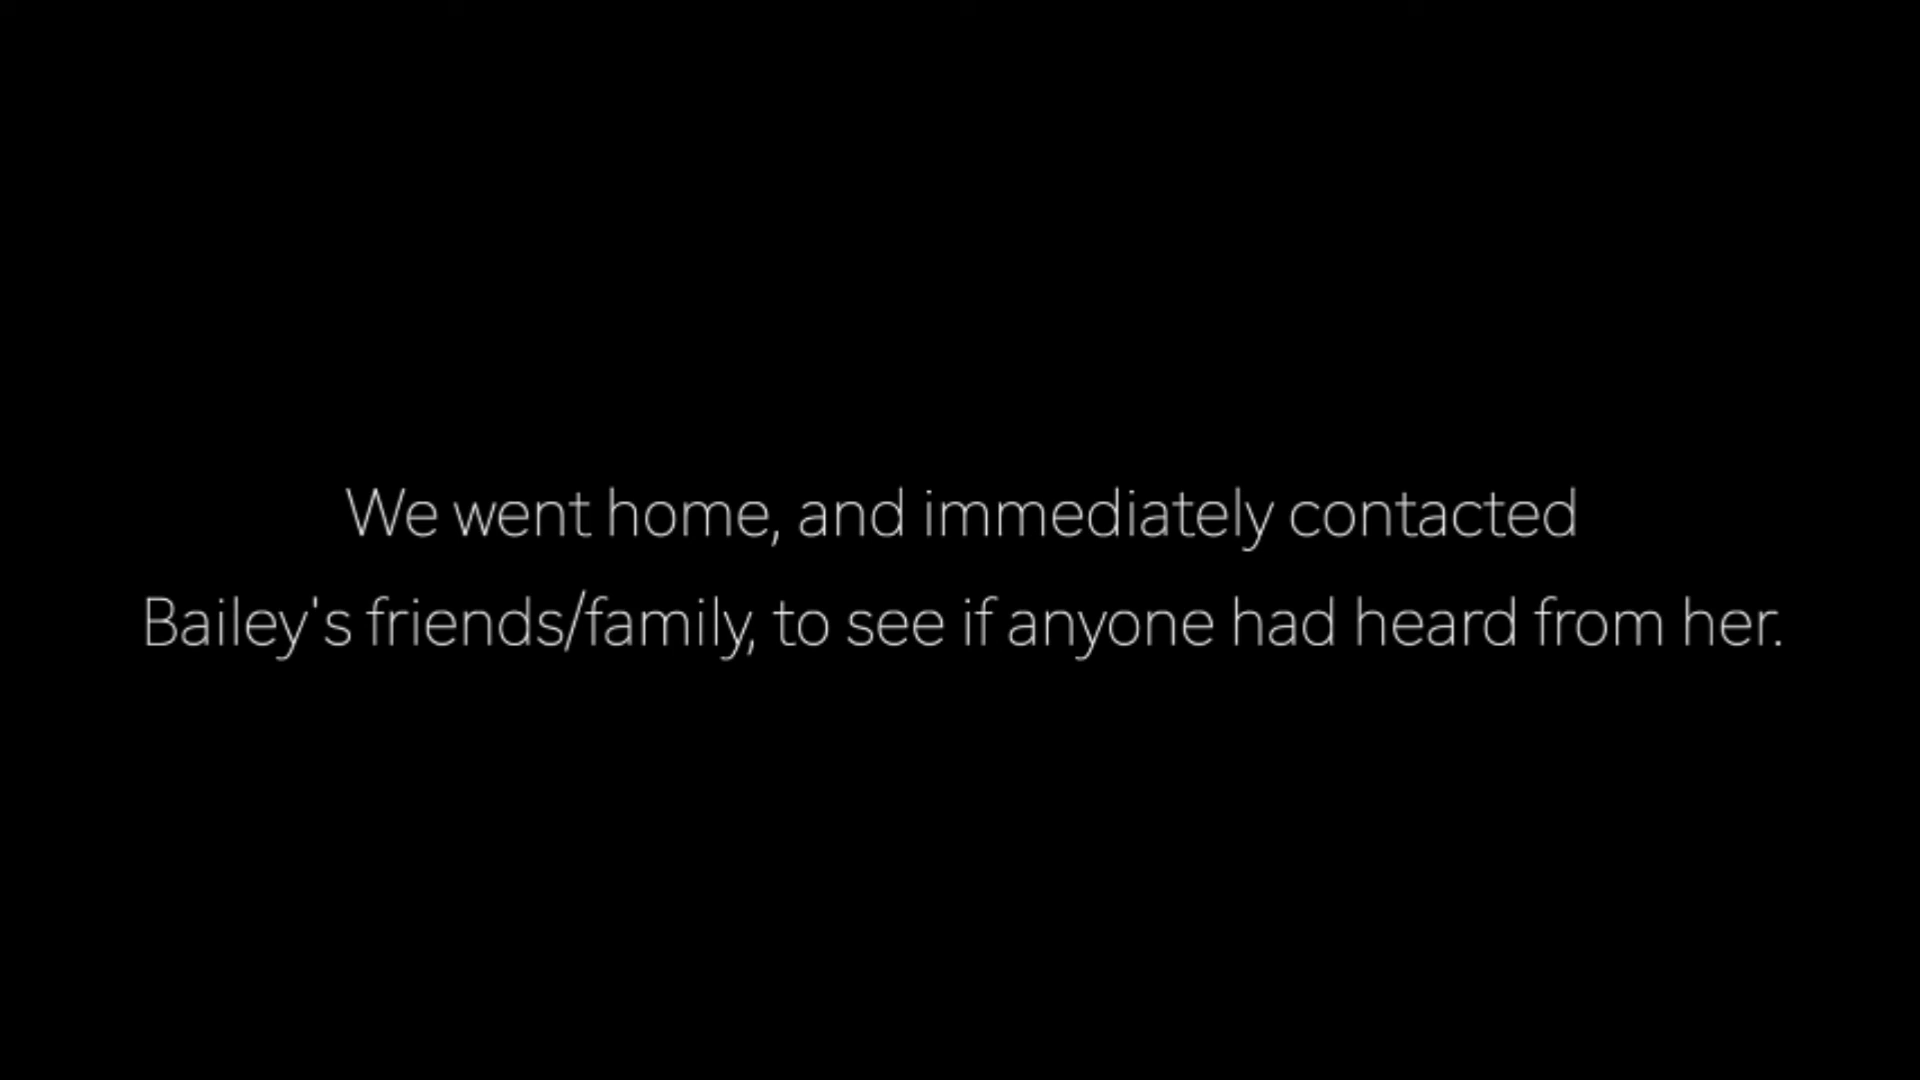 We went home, and immediately contacted
Bailey's friends/family, to see if anyone had heard from her.